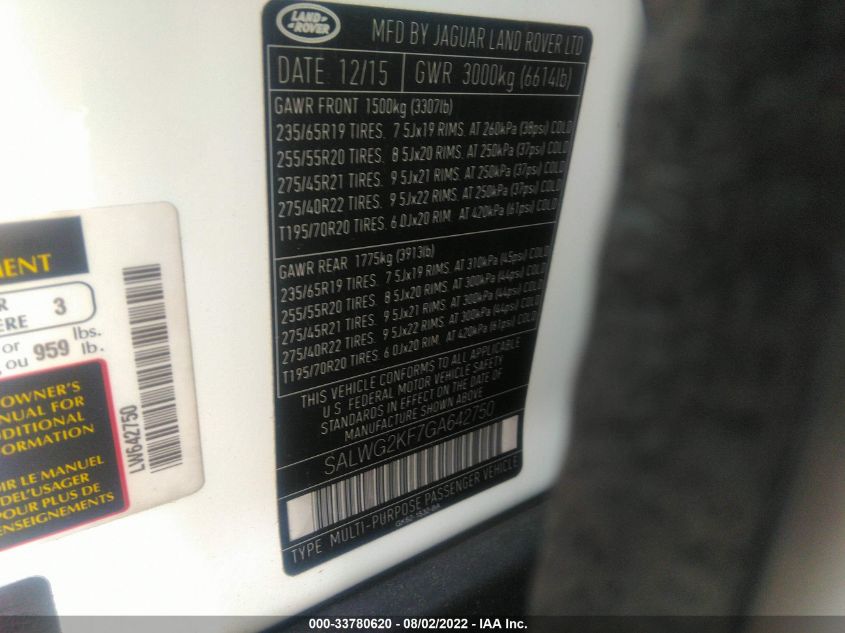 LAND ROVER
MFD BY JAGUAR LAND ROVER LTD
DATE 12/15 GWR 3000kg (6614lb)
GAWR FRONT 1500kg (3307lb)
235/65R19 TIRES. 7 5Jx19 RIMS. AT 260kPa (38psi) COLD
255/55R20 TIRES. 8 5Jx20 RIMS. AT 250kPa (37psi) COLD
275/45R21 TIRES. 9 5Jx21 RIMS. AT 250kPa (37psi) COLD
275/40R22 TIRES. 9 5Jx22 RIMS. AT 250kPa (37psi) COLD
T195/70R20 TIRES. 6 0Jx20 RIM. AT 420kPa (61psi) COLD
GAWR REAR 1775kg (3913lb)
235/65R19 TIRES. 7 5Jx19 RIMS. AT 310kPa (45psi) COLD
255/55R20 TIRES. 8 5Jx20 RIMS. AT 300kPa (44psi) COLD
275/45R21 TIRES. 9 5Jx21 RIMS. AT 300kPa (44psi) COLD
275/40R22 TIRES. 9 5Jx22 RIMS. AT 300kPa (44psi) COLD
T195/70R20 TIRES. 6 0Jx20 RIM. AT 420kPa (61psi) COLD
THIS VEHICLE CONFORMS TO ALL APPLICABLE
U S FEDERAL MOTOR VEHICLE SAFETY
STANDARDS IN EFFECT ON THE DATE OF
MANUFACTURE SHOWN ABOVE
SALWG2KF7GA642750
TYPE MULTI-PURPOSE PASSENGER VEHICLE
MENT
R
ERE 3
or lbs.
, ou 959 lb.
OWNER'S
ANUAL FOR
DDITIONAL
FORMATION
OIR LE MANUEL
DEL'USAGER
POUR PLUS DE
ENSEIGNEMENTS
LW642750
000-33780620 - 08/02/2022 - IAA Inc.